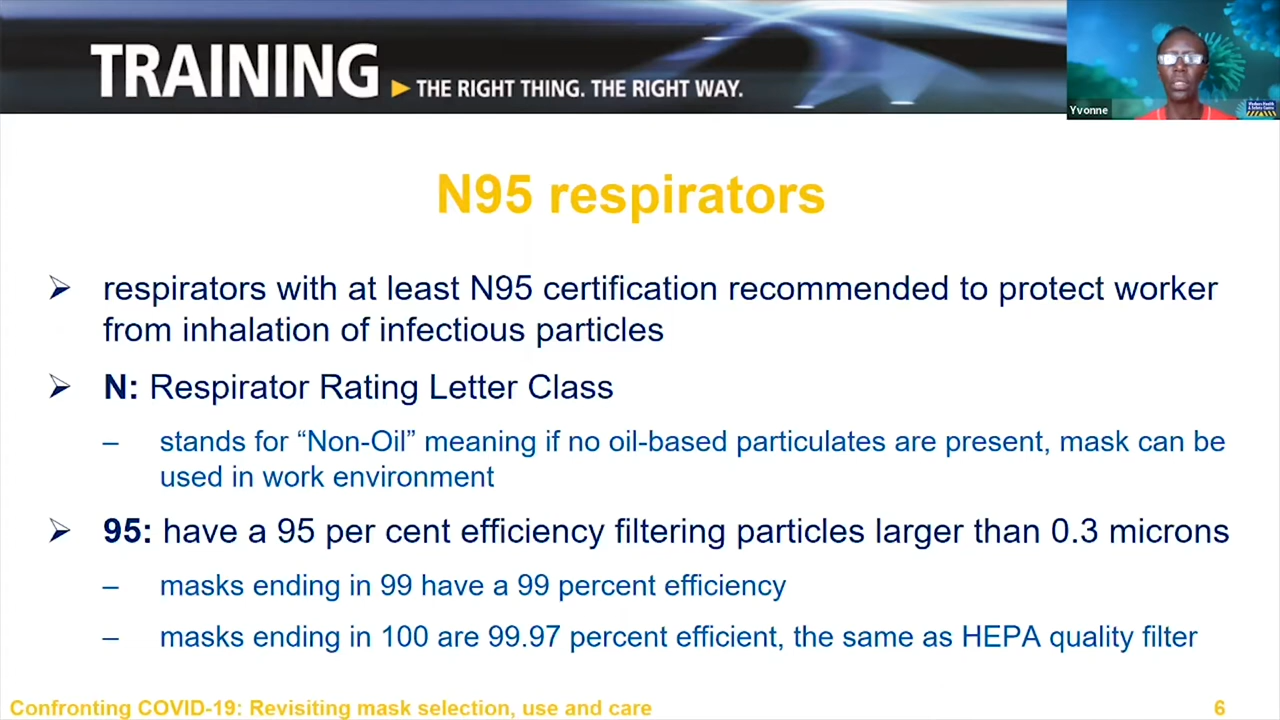 TRAINING
THE RIGHT THING. THE RIGHT WAY.
Yvonne
N95 respirators
respirators with at least N95 certification recommended to protect worker
from inhalation of infectious particles
N: Respirator Rating Letter Class
– stands for “Non-Oil” meaning if no oil-based particulates are present, mask can be
used in work environment
95: have a 95 per cent efficiency filtering particles larger than 0.3 microns
– masks ending in 99 have a 99 percent efficiency
– masks ending in 100 are 99.97 percent efficient, the same as HEPA quality filter
Confronting COVID-19: Revisiting mask selection, use and care 6